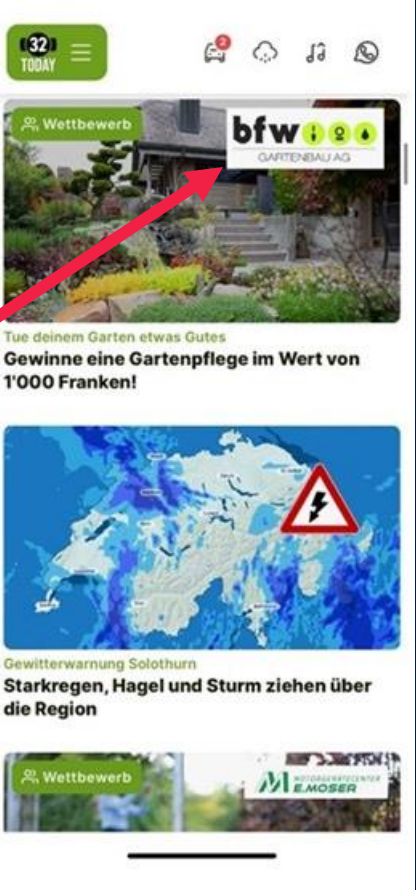 32
TODAY
2
Wettbewerb
bfw
GARTENBAU AG
Tue deinem Garten etwas Gutes
Gewinne eine Gartenpflege im Wert von
1'000 Franken!
Gewitterwarnung Solothurn
Starkregen, Hagel und Sturm ziehen über
die Region
Wettbewerb
MOTORGERÄTECENTER
E.MOSER